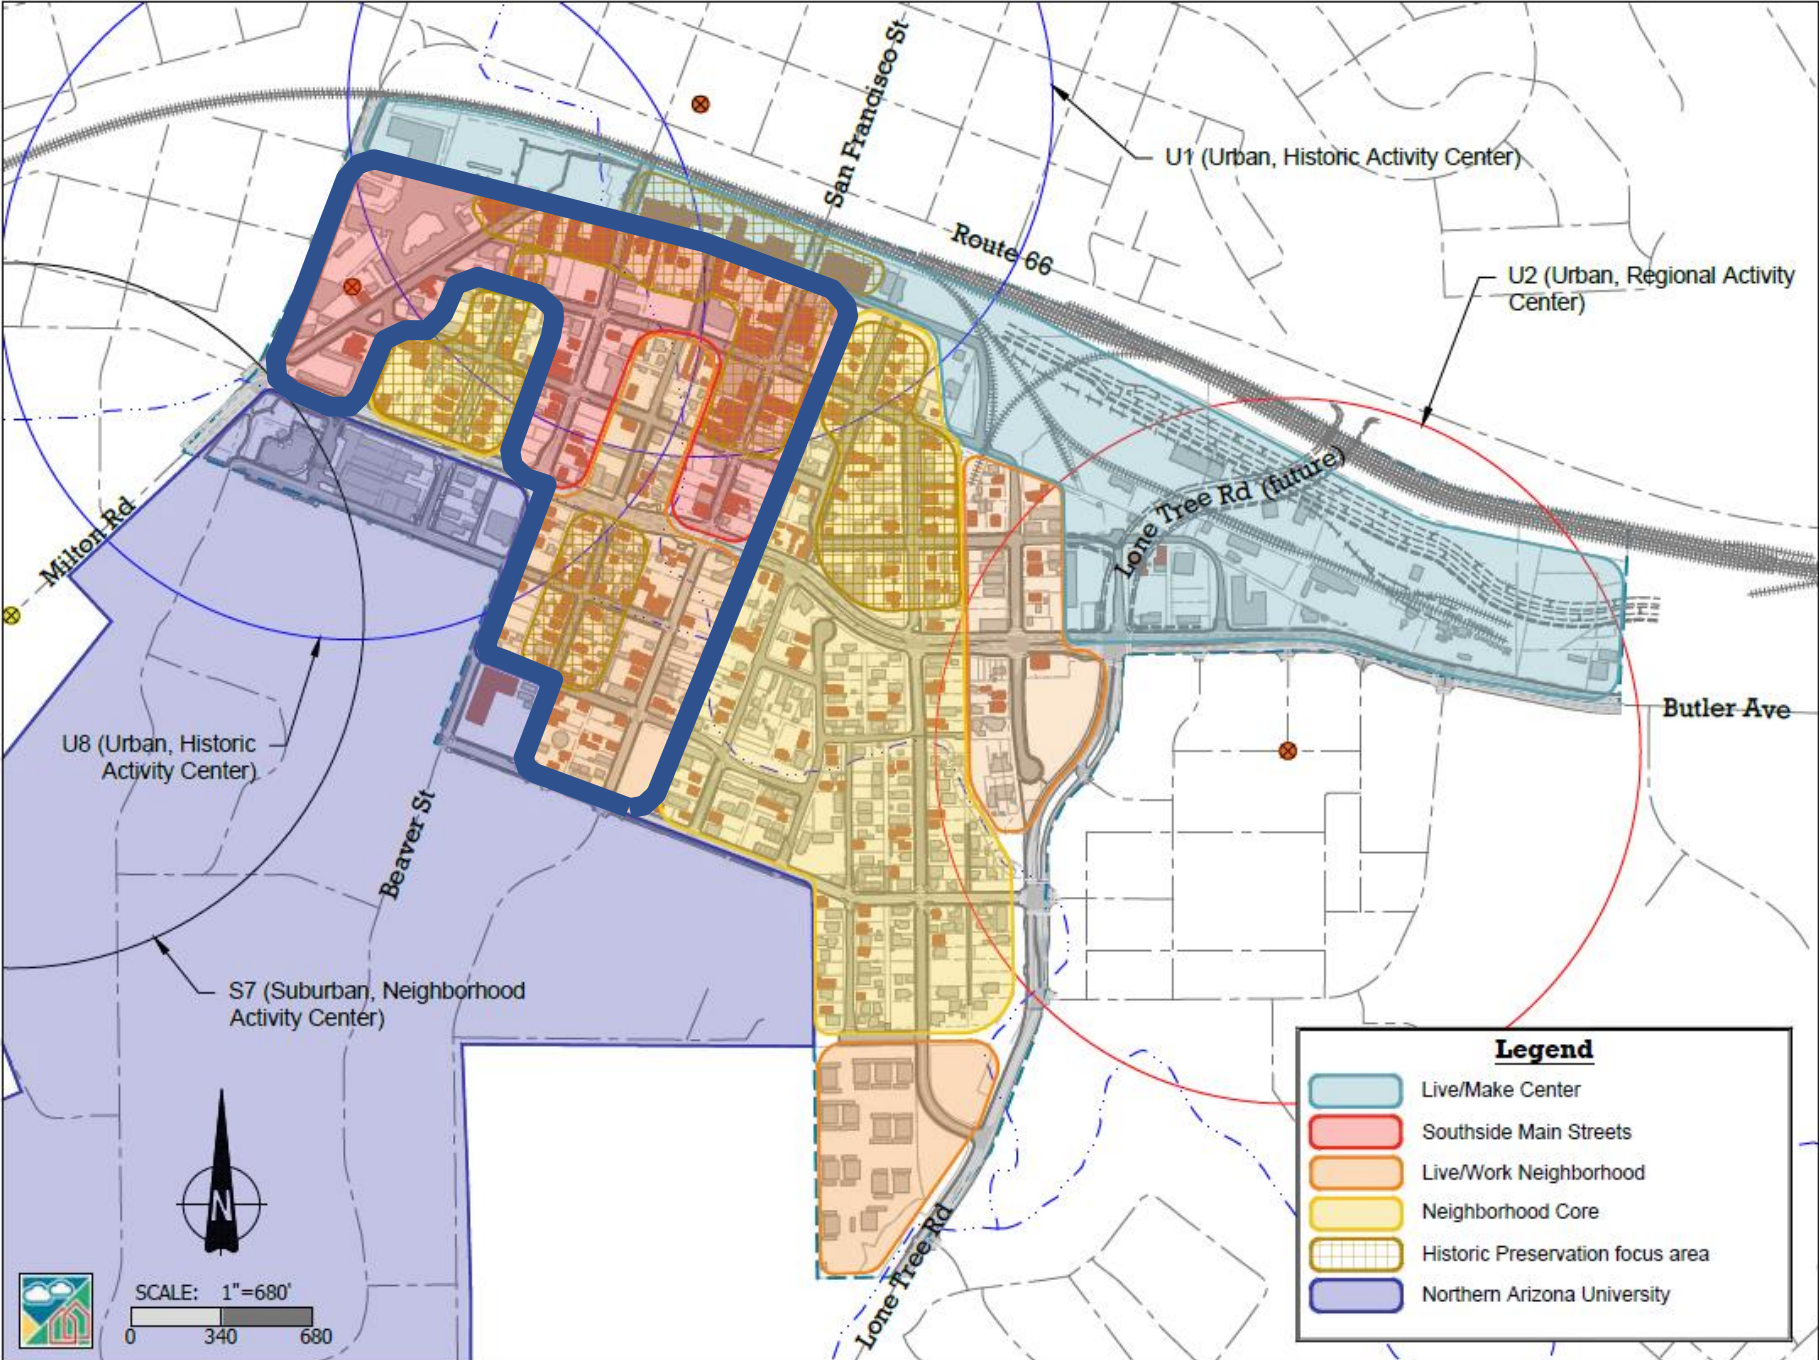 San Francisco St
U1 (Urban, Historic Activity Center)
Route 66
U2 (Urban, Regional Activity
Center)
Lone Tree Rd (future)
Milton Rd
Butler Ave
U8 (Urban, Historic
Activity Center)
Beaver St
S7 (Suburban, Neighborhood
Activity Center)
Lone Tree Rd
N
SCALE: 1"=680'
0 340 680
Legend
Live/Make Center
Southside Main Streets
Live/Work Neighborhood
Neighborhood Core
Historic Preservation focus area
Northern Arizona University